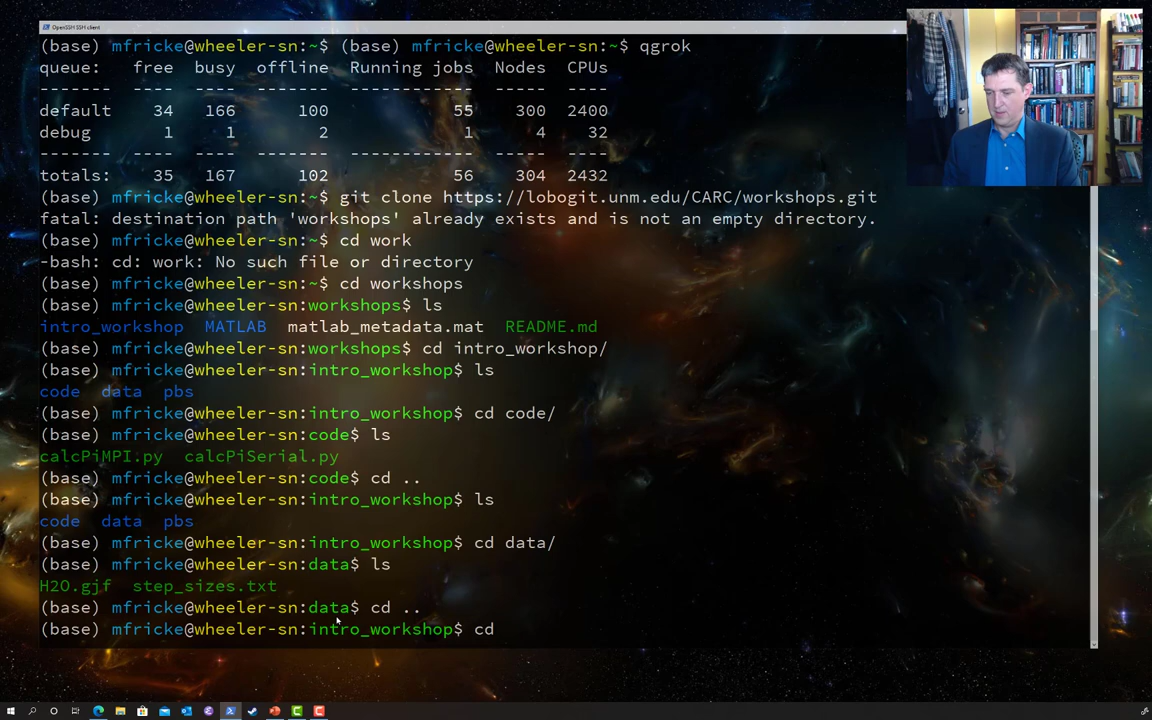 OpenSSH SSH client
(base) mfricke@wheeler-sn:~$ (base) mfricke@wheeler-sn:~$ qgrok
queue: free busy offline Running jobs Nodes CPUs
------- ---- ---- ------- ------------ ----- ----
default 34 166 100 55 300 2400
debug 1 1 2 1 4 32
------- ---- ---- ------- ------------ ----- ----
totals: 35 167 102 56 304 2432
(base) mfricke@wheeler-sn:~$ git clone https://lobogit.unm.edu/CARC/workshops.git
fatal: destination path 'workshops' already exists and is not an empty directory.
(base) mfricke@wheeler-sn:~$ cd work
-bash: cd: work: No such file or directory
(base) mfricke@wheeler-sn:~$ cd workshops
(base) mfricke@wheeler-sn:workshops$ ls
intro_workshop MATLAB matlab_metadata.mat README.md
(base) mfricke@wheeler-sn:workshops$ cd intro_workshop/
(base) mfricke@wheeler-sn:intro_workshop$ ls
code data pbs
(base) mfricke@wheeler-sn:intro_workshop$ cd code/
(base) mfricke@wheeler-sn:code$ ls
calcPiMPI.py calcPiSerial.py
(base) mfricke@wheeler-sn:code$ cd ..
(base) mfricke@wheeler-sn:intro_workshop$ ls
code data pbs
(base) mfricke@wheeler-sn:intro_workshop$ cd data/
(base) mfricke@wheeler-sn:data$ ls
H2O.gjf step_sizes.txt
(base) mfricke@wheeler-sn:data$ cd ..
(base) mfricke@wheeler-sn:intro_workshop$ cd